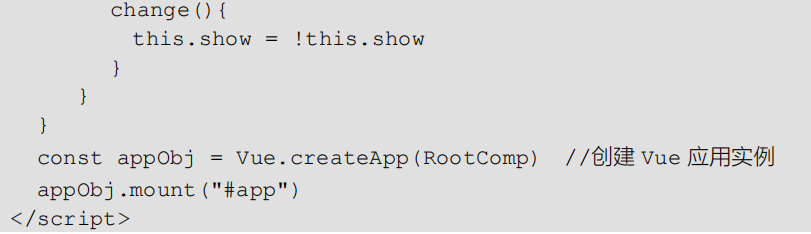 change(){
this.show = !this.show
}
}
}
const appObj = Vue.createApp(RootComp)  //创建 Vue 应用实例
appObj.mount("#app")
</script>